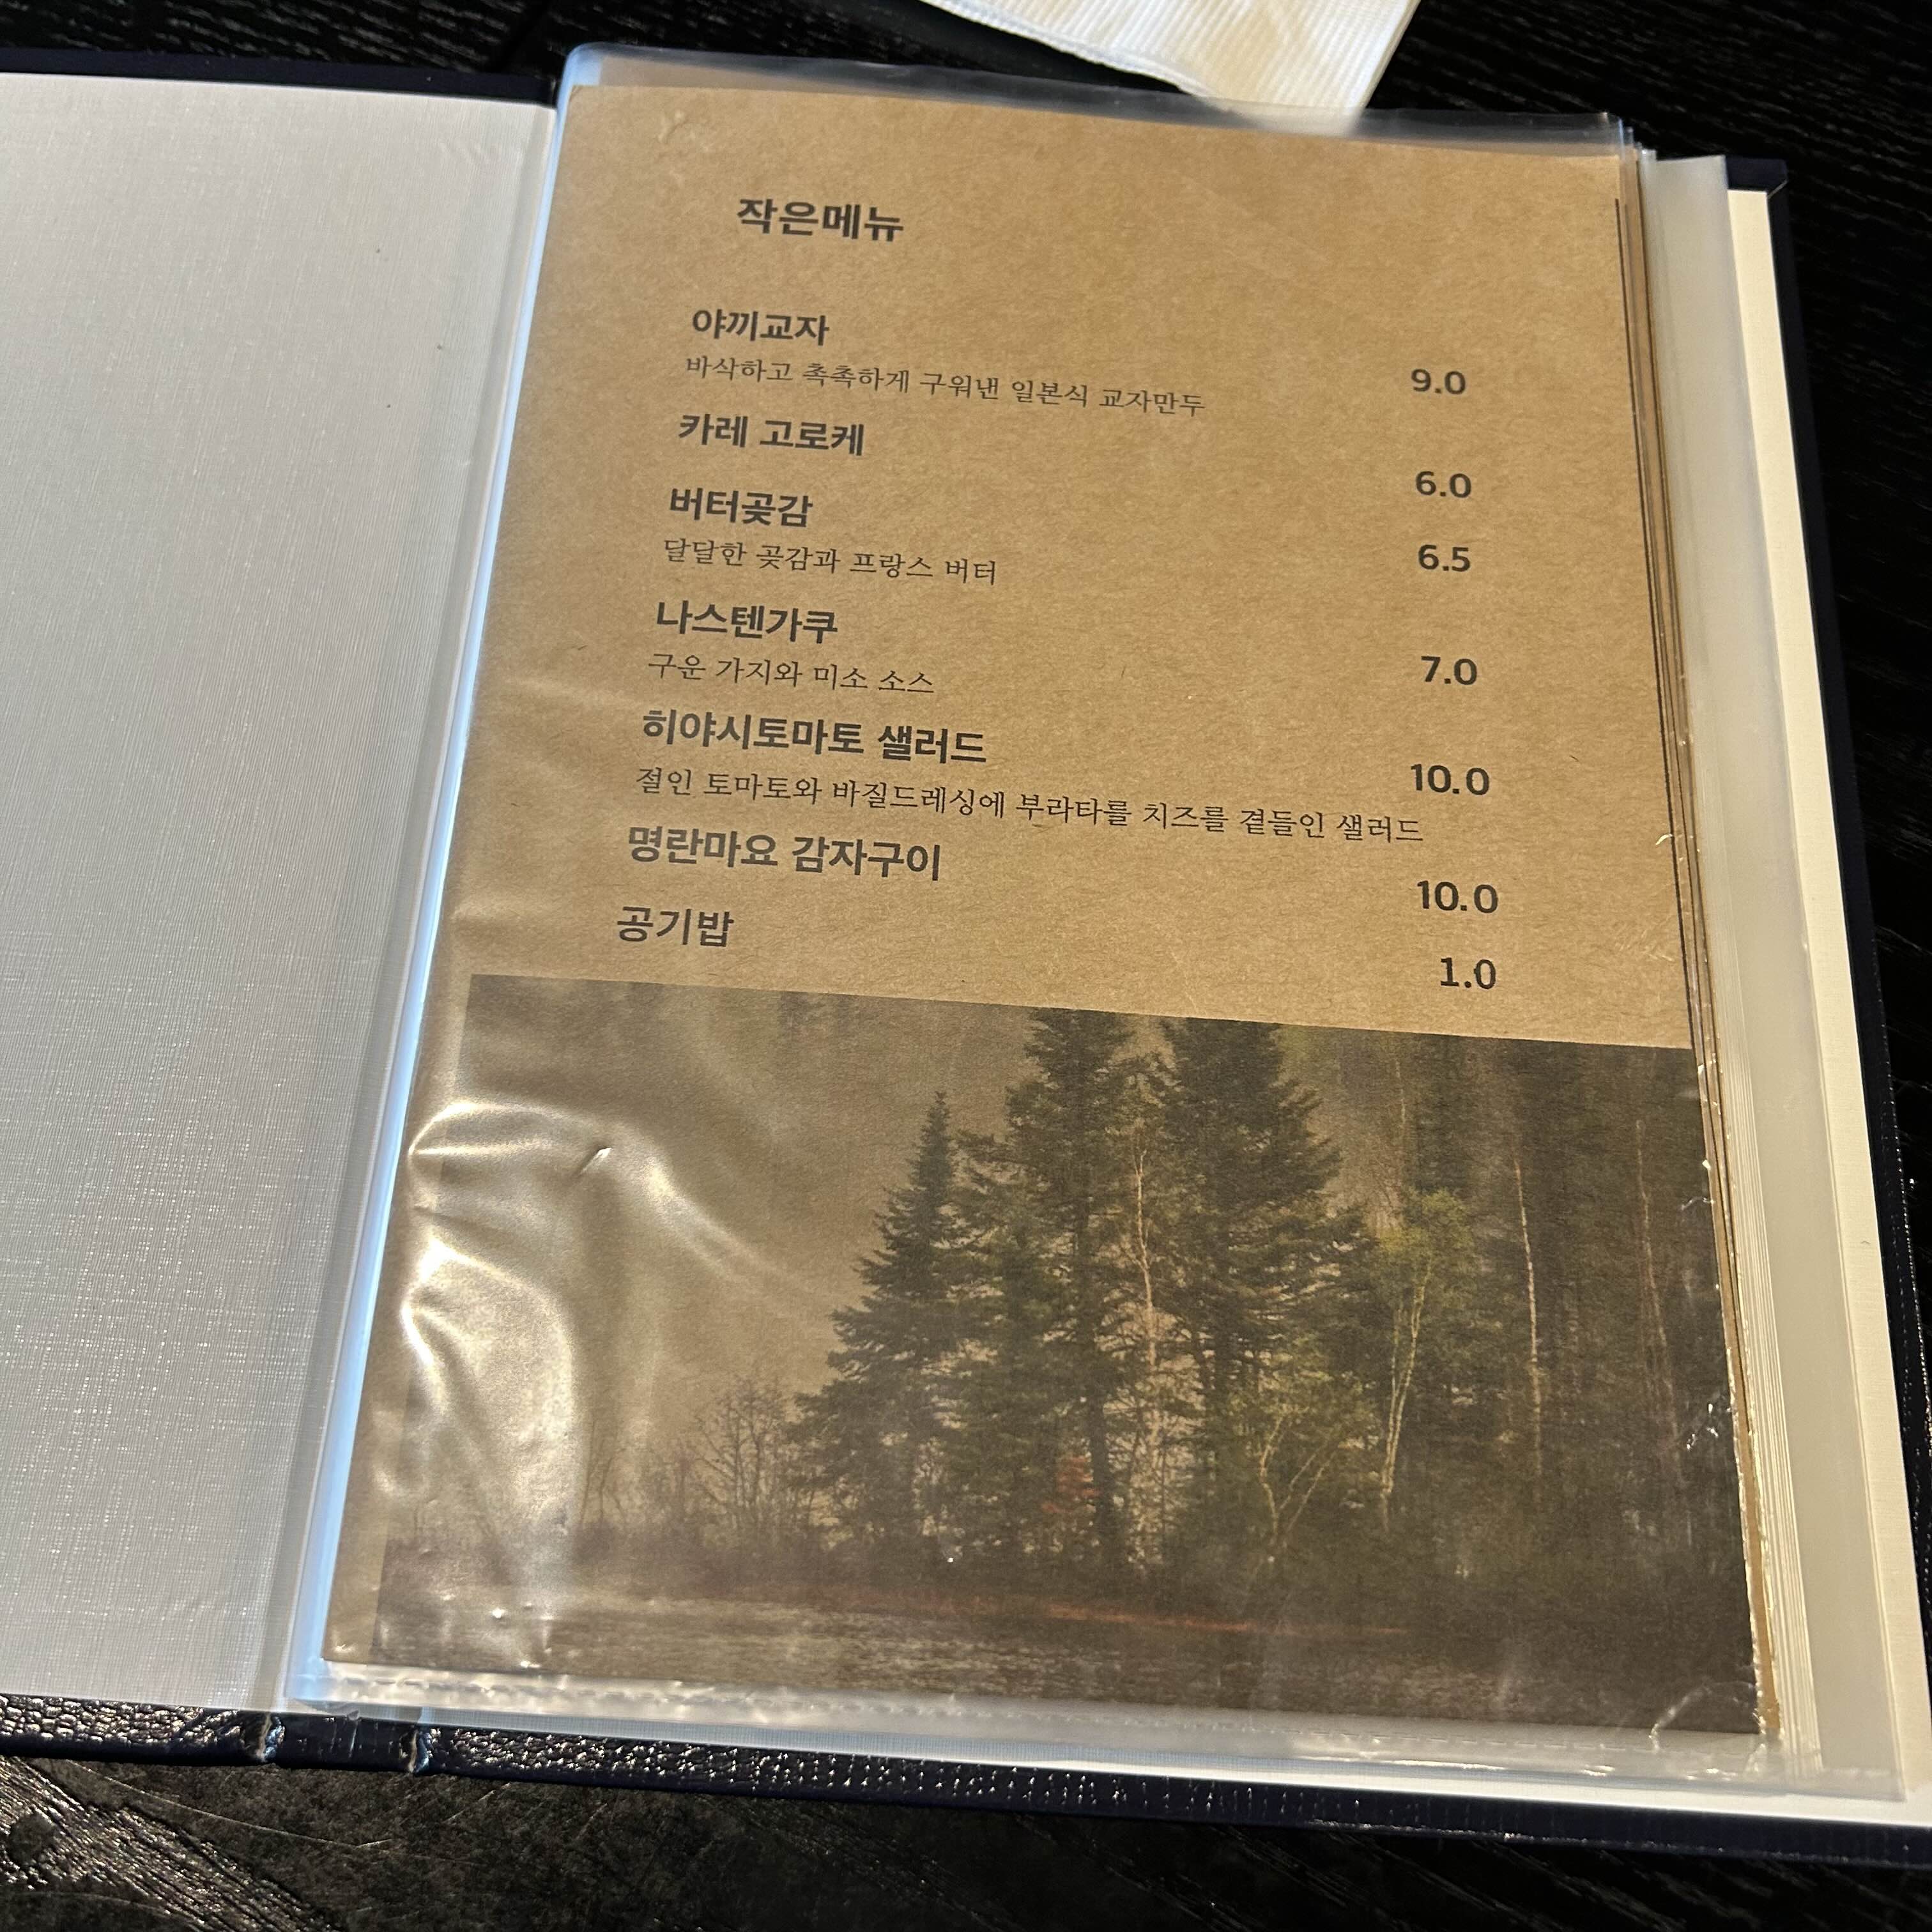 작은메뉴
야끼교자
바삭하고 촉촉하게 구워낸 일본식 교자만두
9.0
카레 고로케
6.0
버터곶감
달달한 곶감과 프랑스 버터
6.5
나스텐가쿠
구운 가지와 미소 소스
7.0
히야시토마토 샐러드
절인 토마토와 바질드레싱에 부라타를 치즈를 곁들인 샐러드
10.0
명란마요 감자구이
10.0
공기밥
1.0